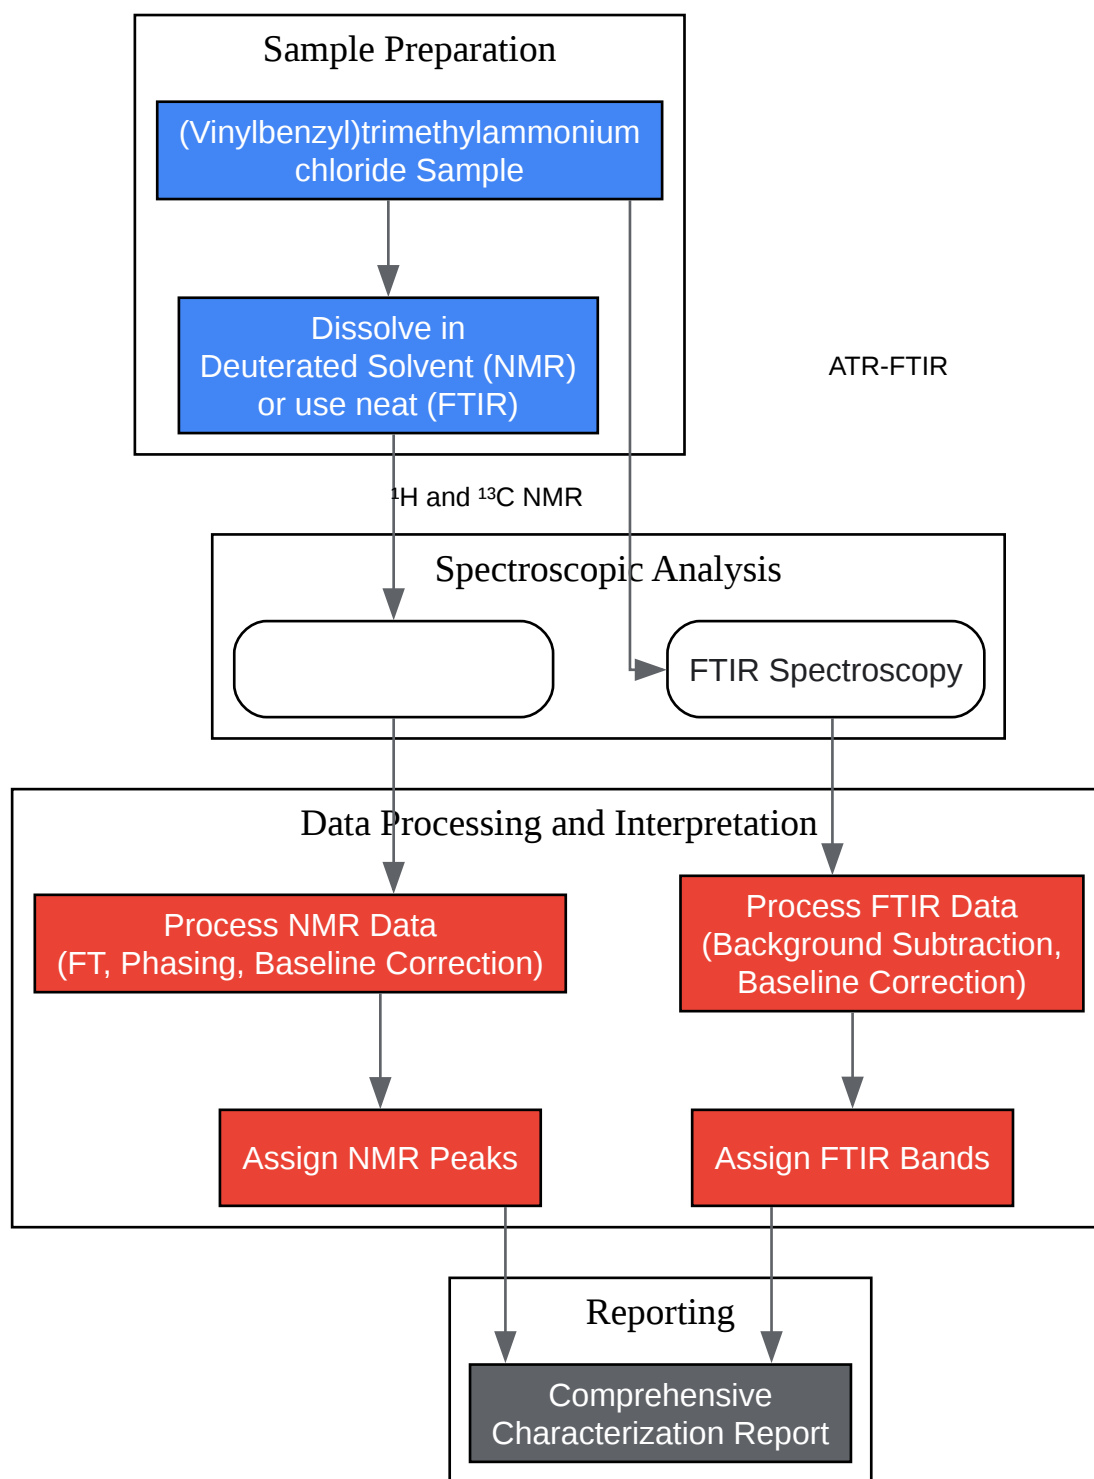 Sample Preparation
(Vinylbenzyl)trimethylammonium
chloride Sample
Dissolve in
Deuterated Solvent (NMR)
or use neat (FTIR)
ATR-FTIR
¹H and ¹³C NMR
Spectroscopic Analysis
FTIR Spectroscopy
Data Processing and Interpretation
Process NMR Data
(FT, Phasing, Baseline Correction)
Process FTIR Data
(Background Subtraction,
Baseline Correction)
Assign NMR Peaks
Assign FTIR Bands
Reporting
Comprehensive
Characterization Report